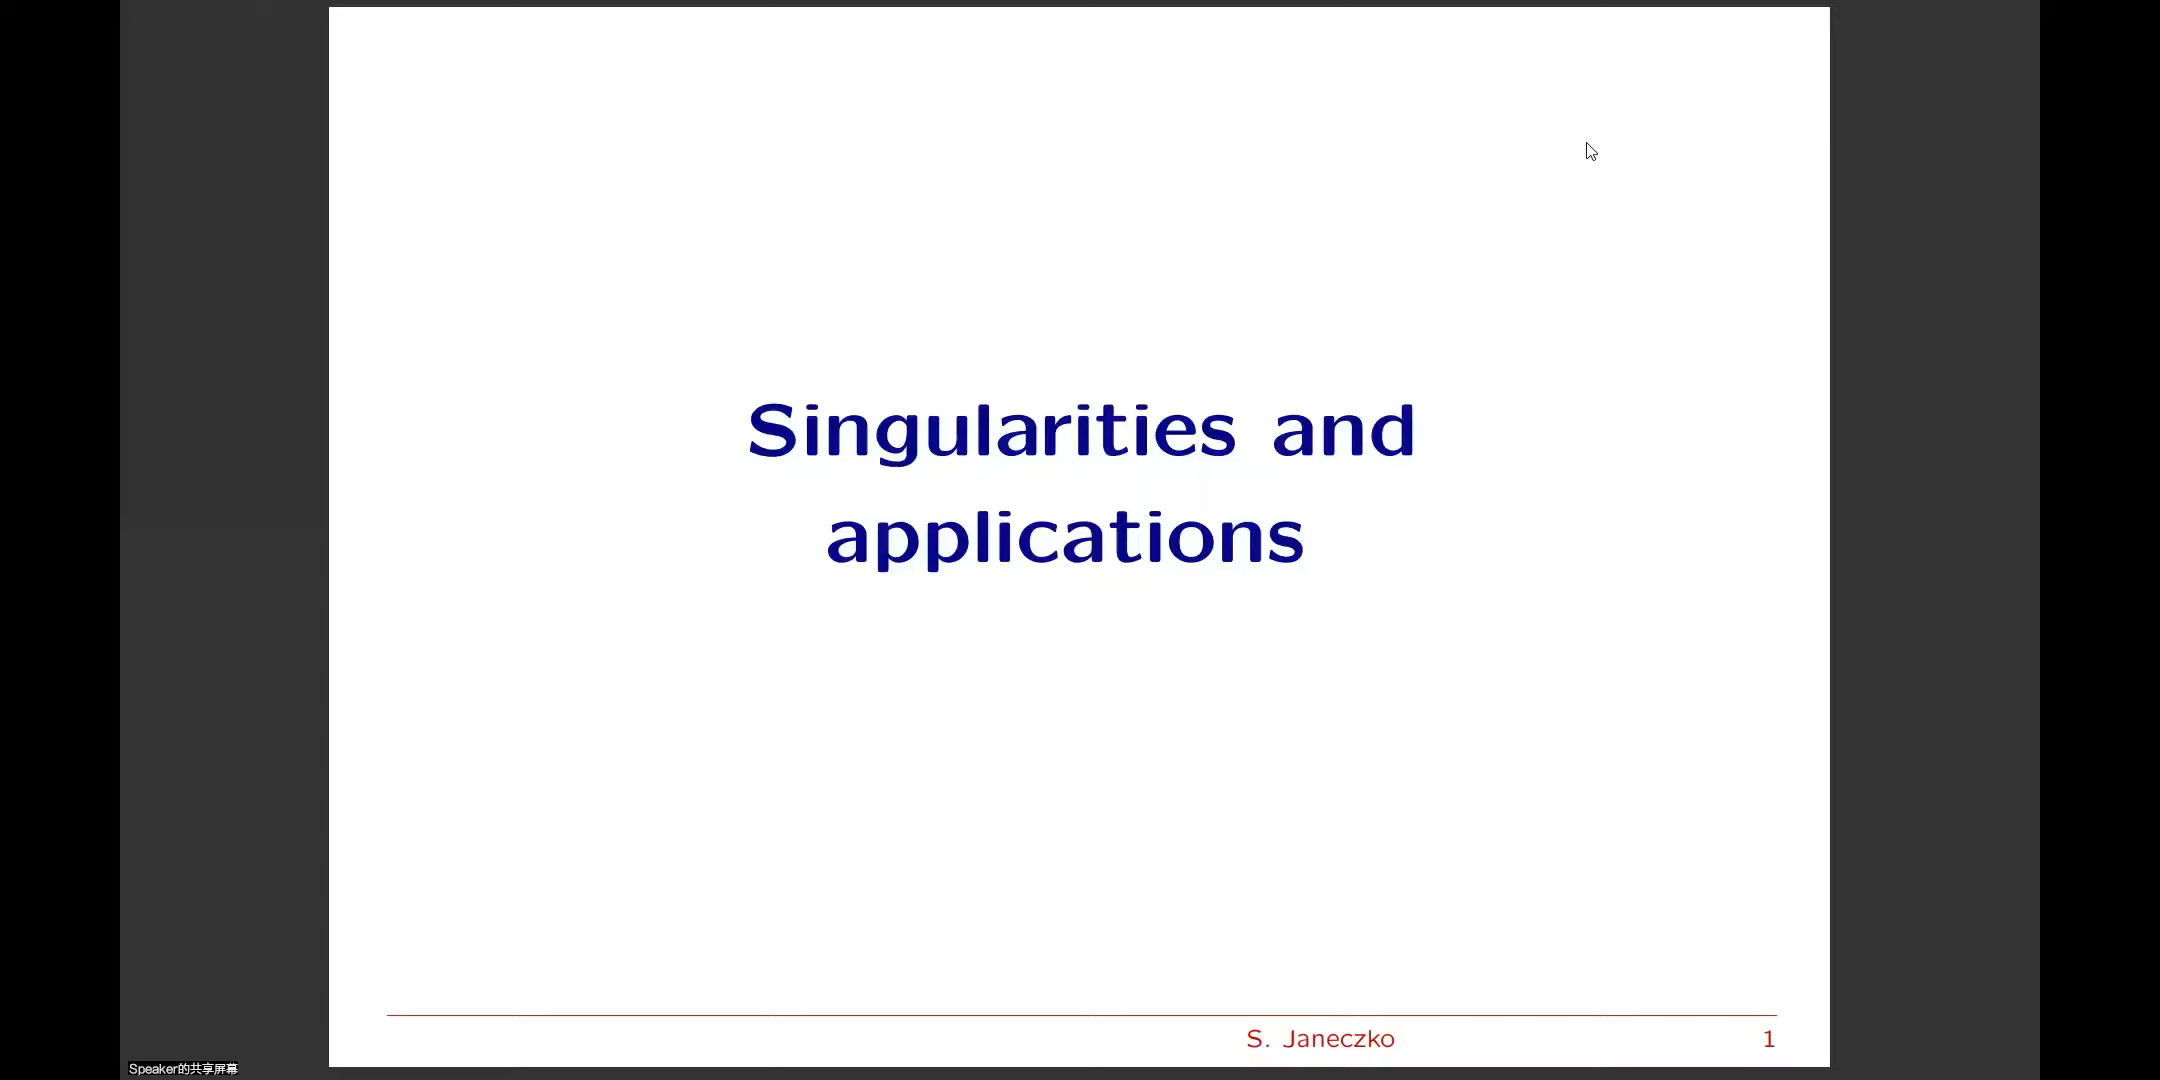 Singularities and
applications
S. Janeczko 1
Speaker的共享屏幕